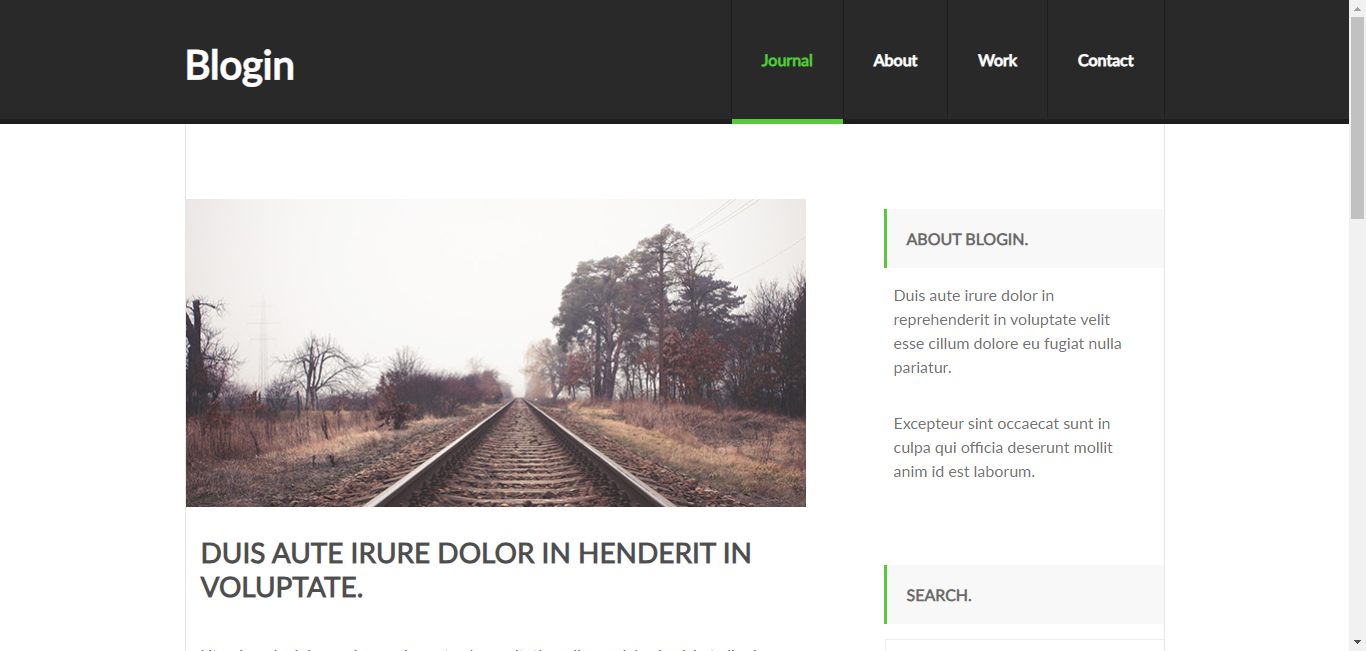 Blogin
Journal
About
Work
Contact
DUIS AUTE IRURE DOLOR IN HENDERIT IN
VOLUPTATE.
ABOUT BLOGIN.
Duis aute irure dolor in
reprehenderit in voluptate velit
esse cillum dolore eu fugiat nulla
pariatur.
Excepteur sint occaecat sunt in
culpa qui officia deserunt mollit
anim id est laborum.
SEARCH.